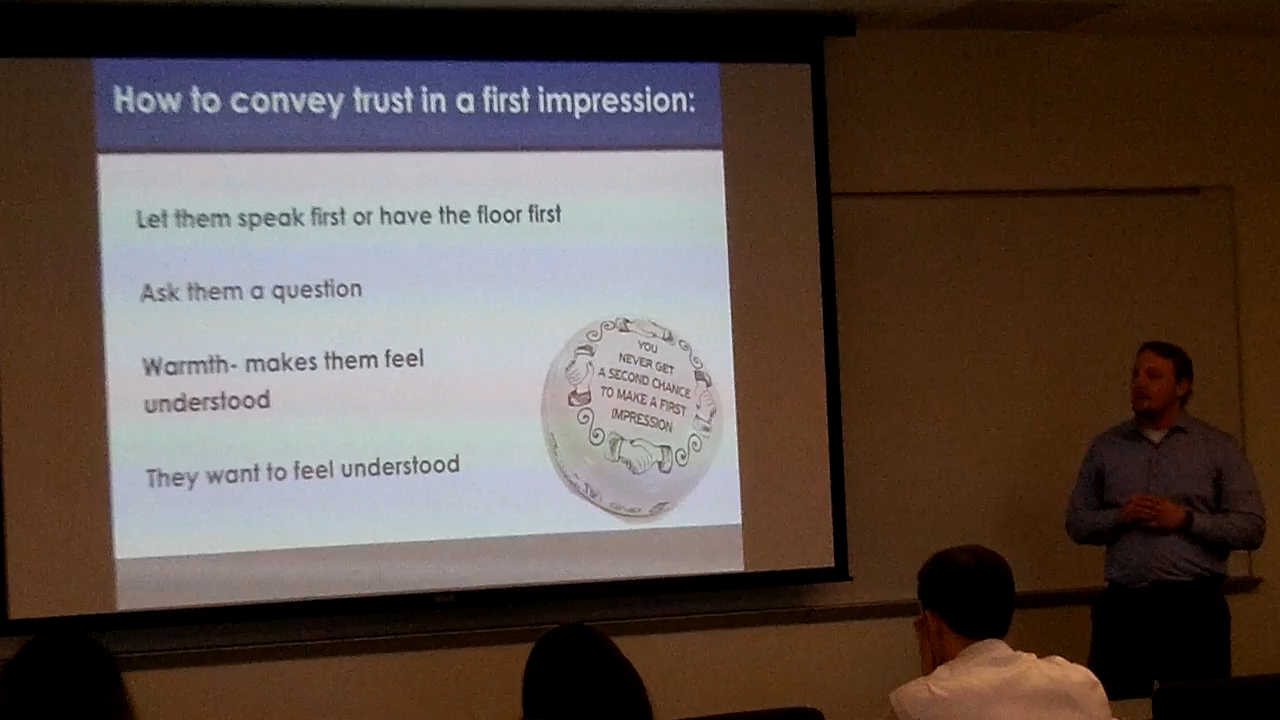 How to convey trust in a first impression:
Let them speak first or have the floor first
Ask them a question
Warmth- makes them feel
understood
They want to feel understood
YOU
NEVER GET
A SECOND CHANCE
TO MAKE A FIRST
IMPRESSION